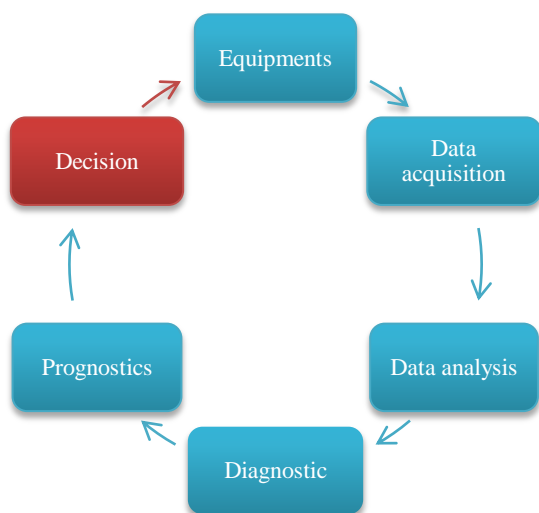 Equipments
Data
acquisition
Data analysis
Diagnostic
Prognostics
Decision